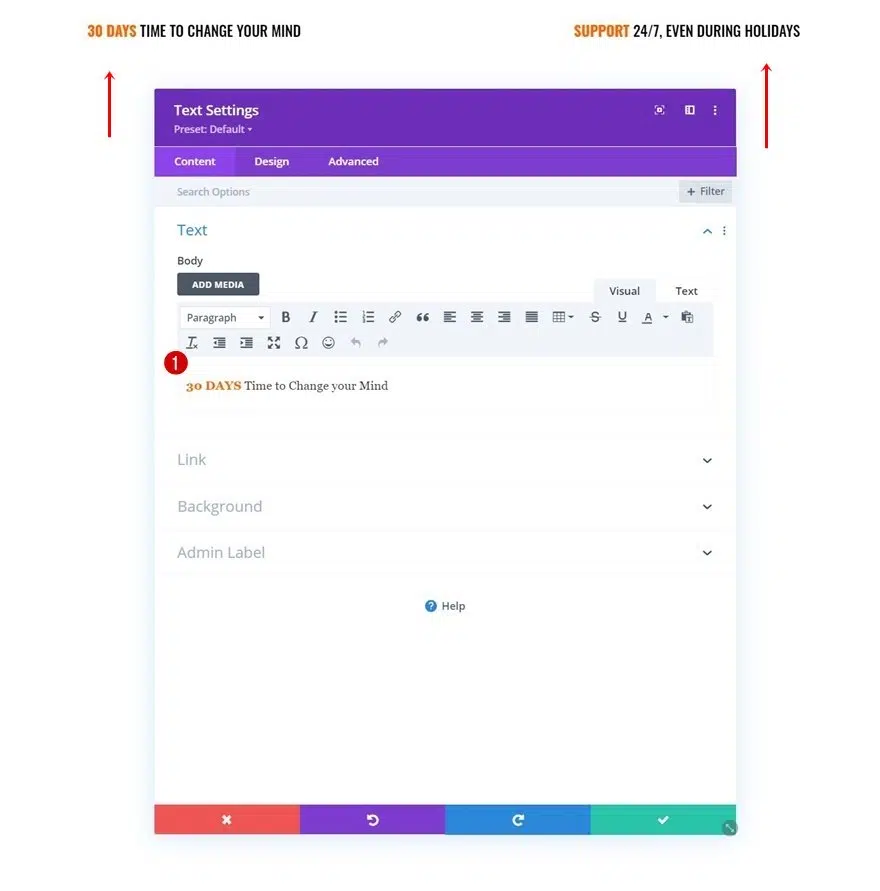 30 DAYS TIME TO CHANGE YOUR MIND
SUPPORT 24/7, EVEN DURING HOLIDAYS
Text Settings
Preset: Default
Content Design Advanced
Search Options
+ Filter
Text
Body
ADD MEDIA
Visual Text
Paragraph
1
30 DAYS Time to Change your Mind
Link
Background
Admin Label
? Help